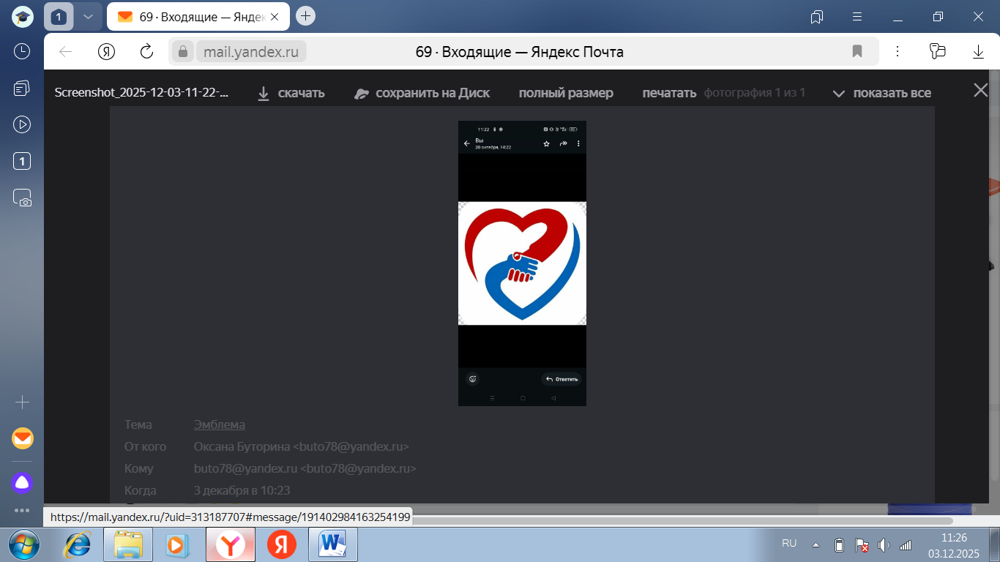 1
69 · Входящие — Яндек
mail.yandex.ru
69 · Входящие — Яндекс Почта
Screenshot_2025-12-03-11-22-...
скачать
сохранить на Диск
полный размер
печатать
фотография 1 из 1
показать все
1
11:22
Вы
30 октября, 14:22
Ответить
Тема
Эмблема
От кого
Оксана Буторина <buto78@yandex.ru>
Кому
buto78@yandex.ru <buto78@yandex.ru>
Когда
3 декабря в 10:23
https://mail.yandex.ru/?uid=313187707#message/191402984163254199
RU
11:26
03.12.2025